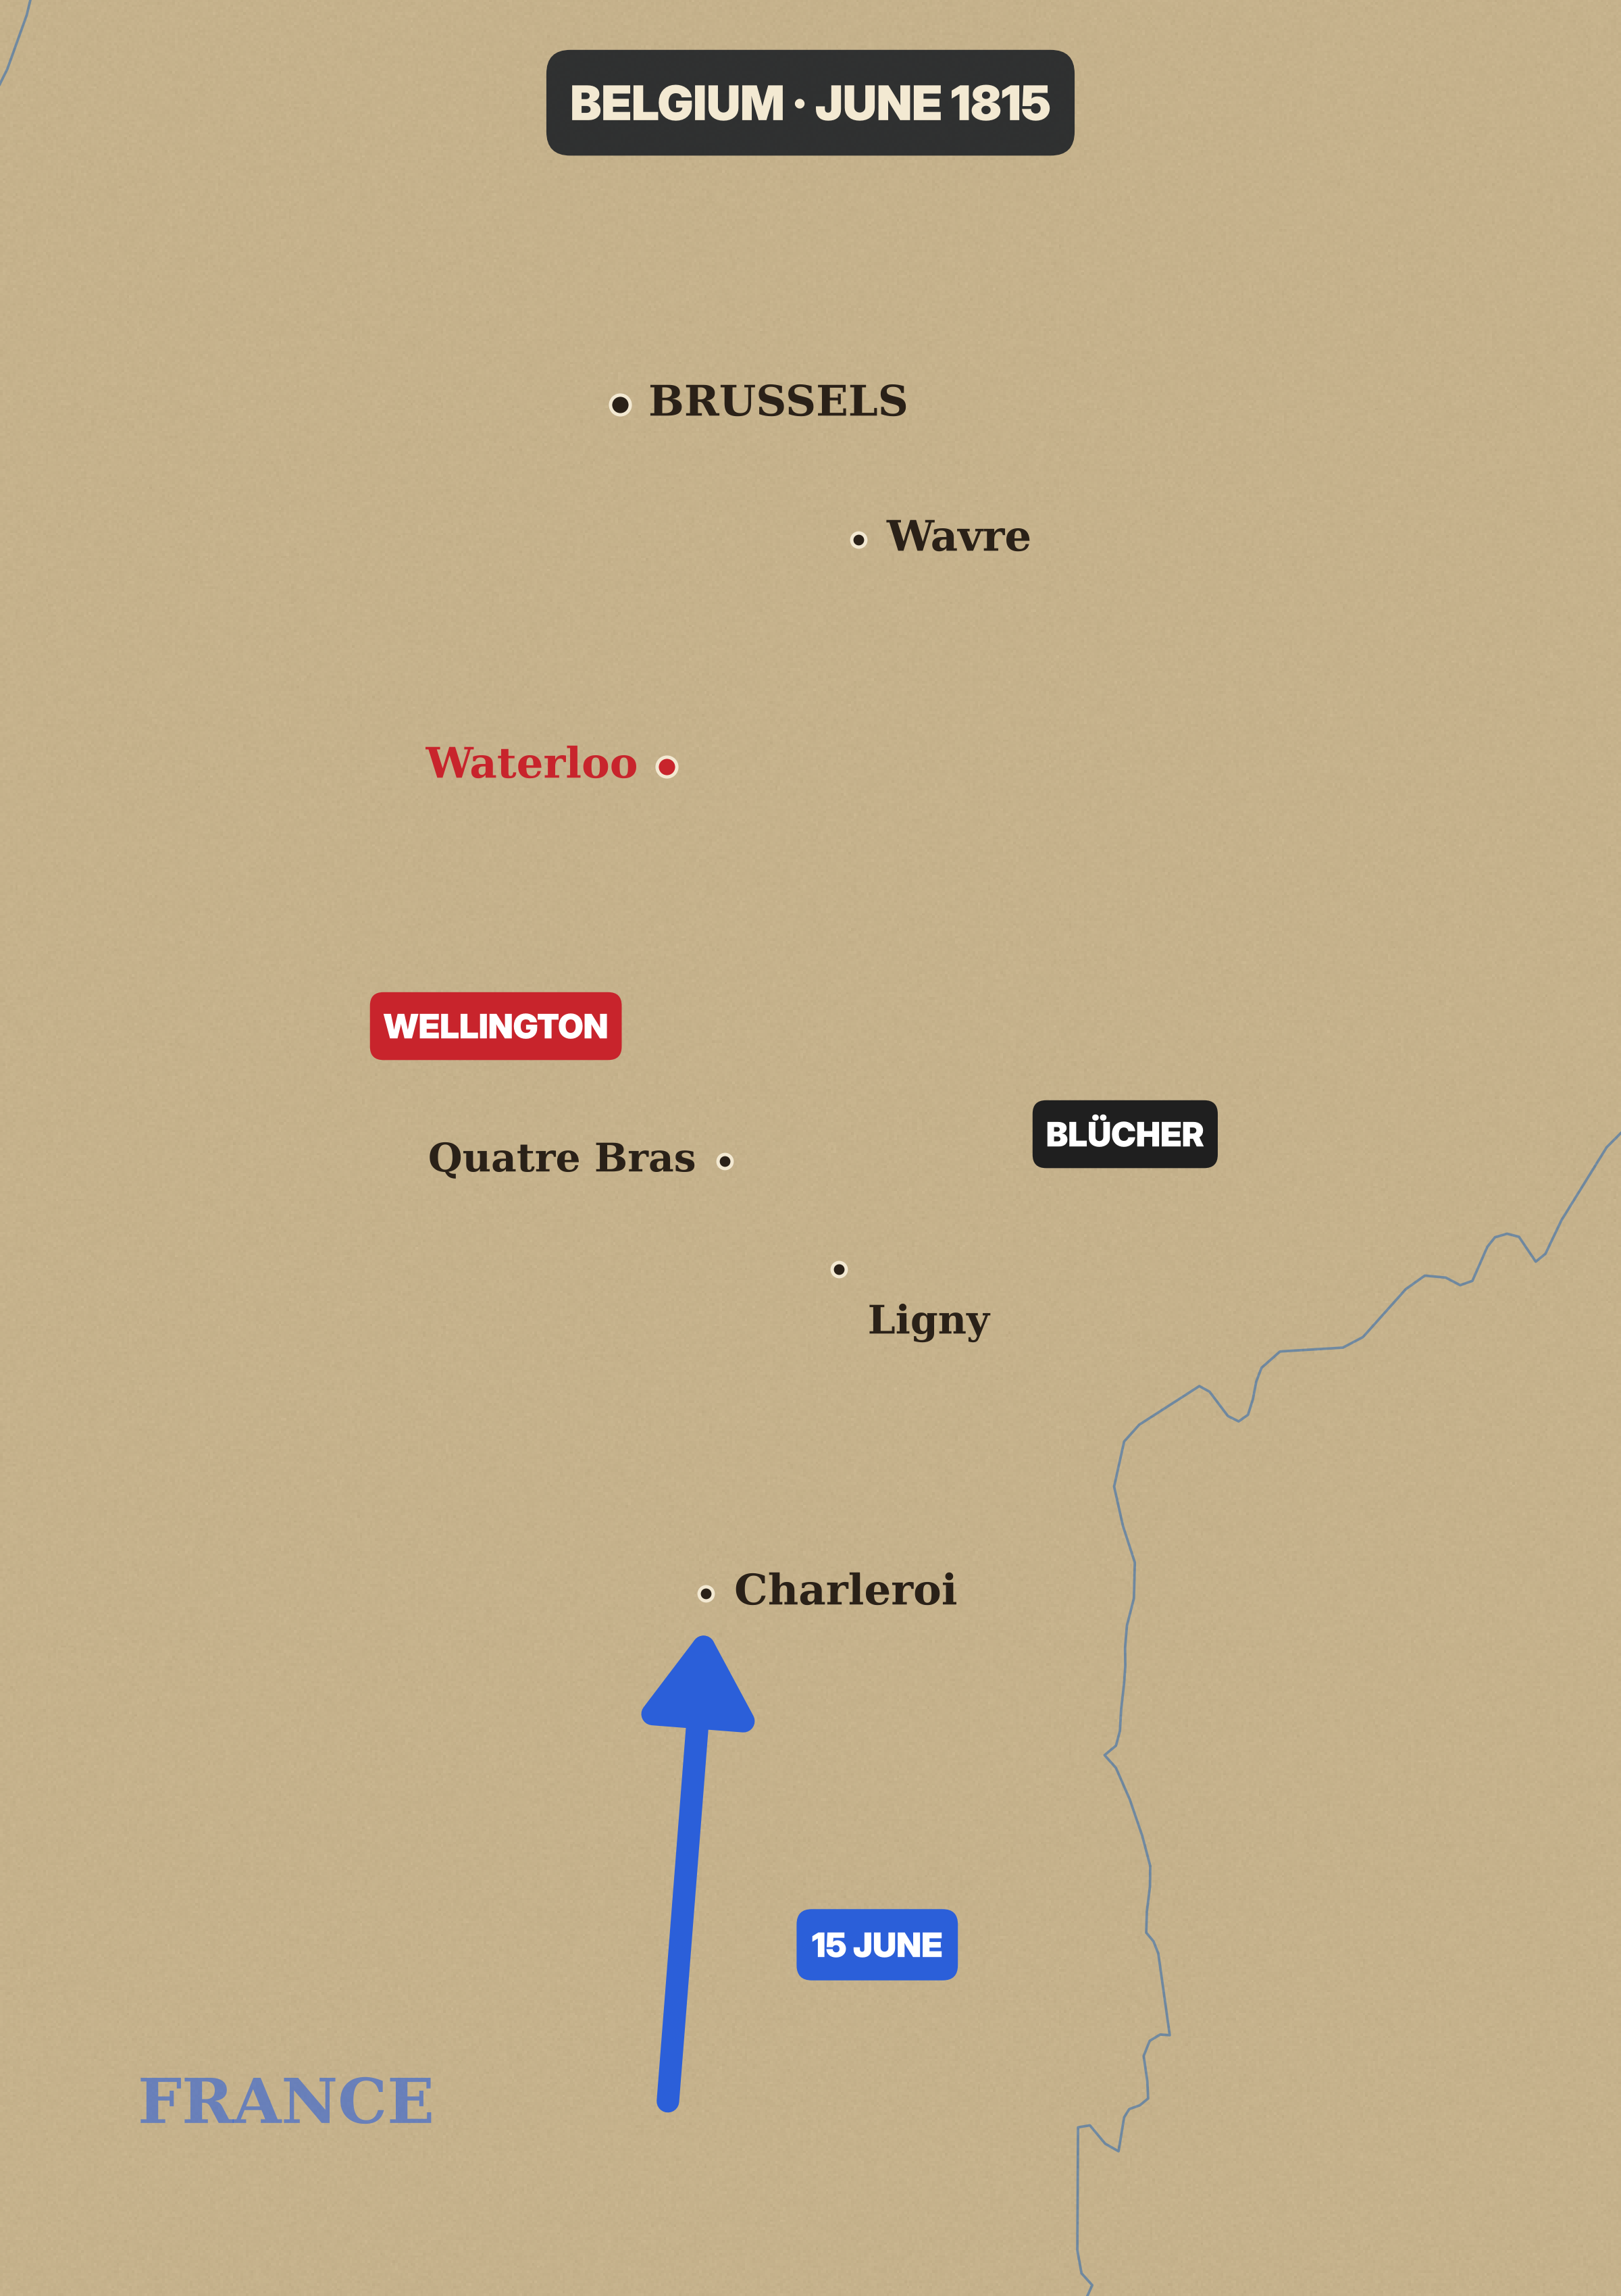 BELGIUM · JUNE 1815
BRUSSELS
Wavre
Waterloo
WELLINGTON
BLÜCHER
Quatre Bras
Ligny
Charleroi
15 JUNE
FRANCE